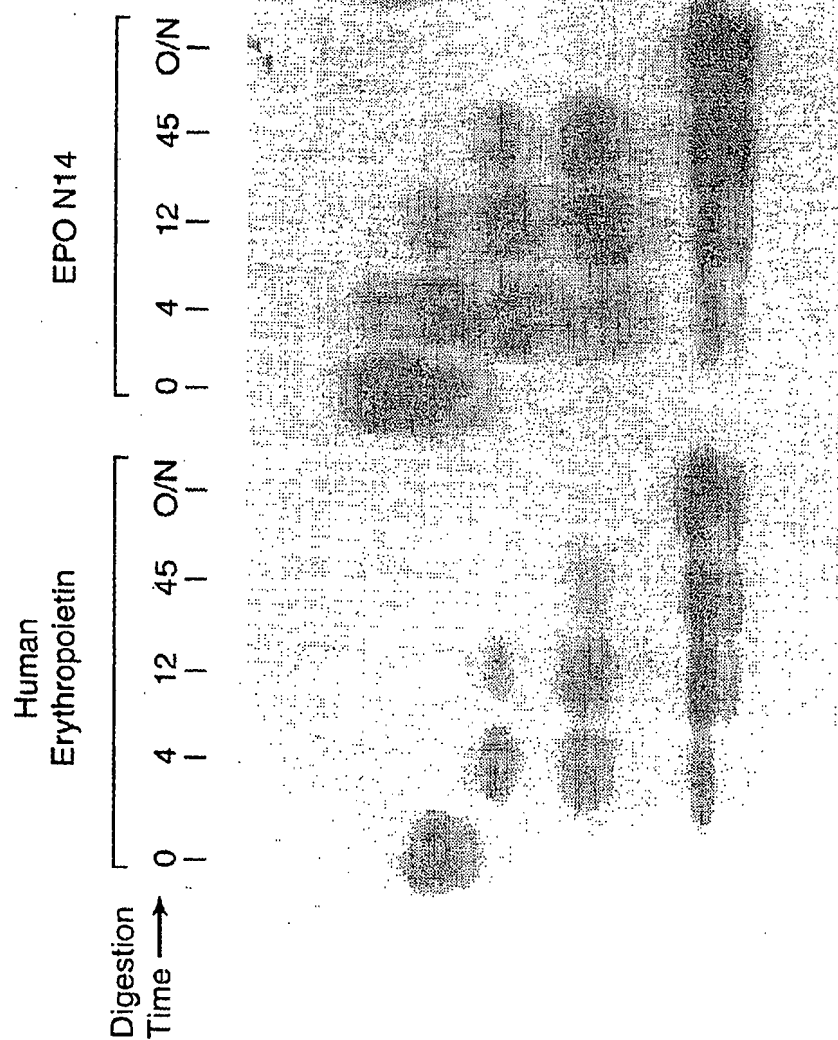 Human
Erythropoietin
EPO N14
Digestion
Time →
0 4 12 45 O/N
0 4 12 45 O/N